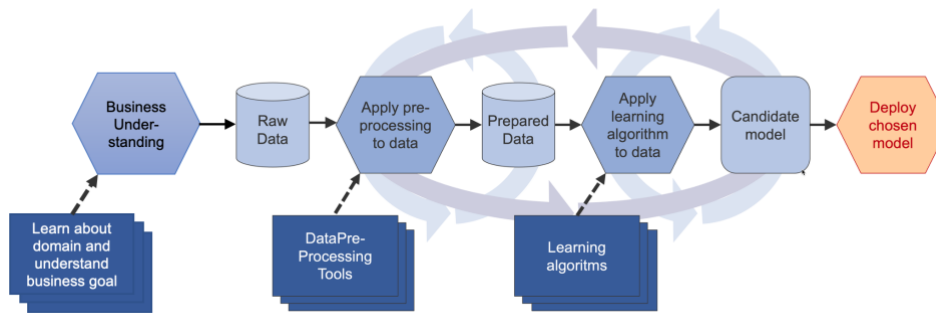 Business
Under-
standing
Raw
Data
Apply pre-
processing
to data
Prepared
Data
Apply
learning
algorithm
to data
Candidate
model
Deploy
chosen
model
Learn about
domain and
understand
business goal
DataPre-
Processing
Tools
Learning
algoritms